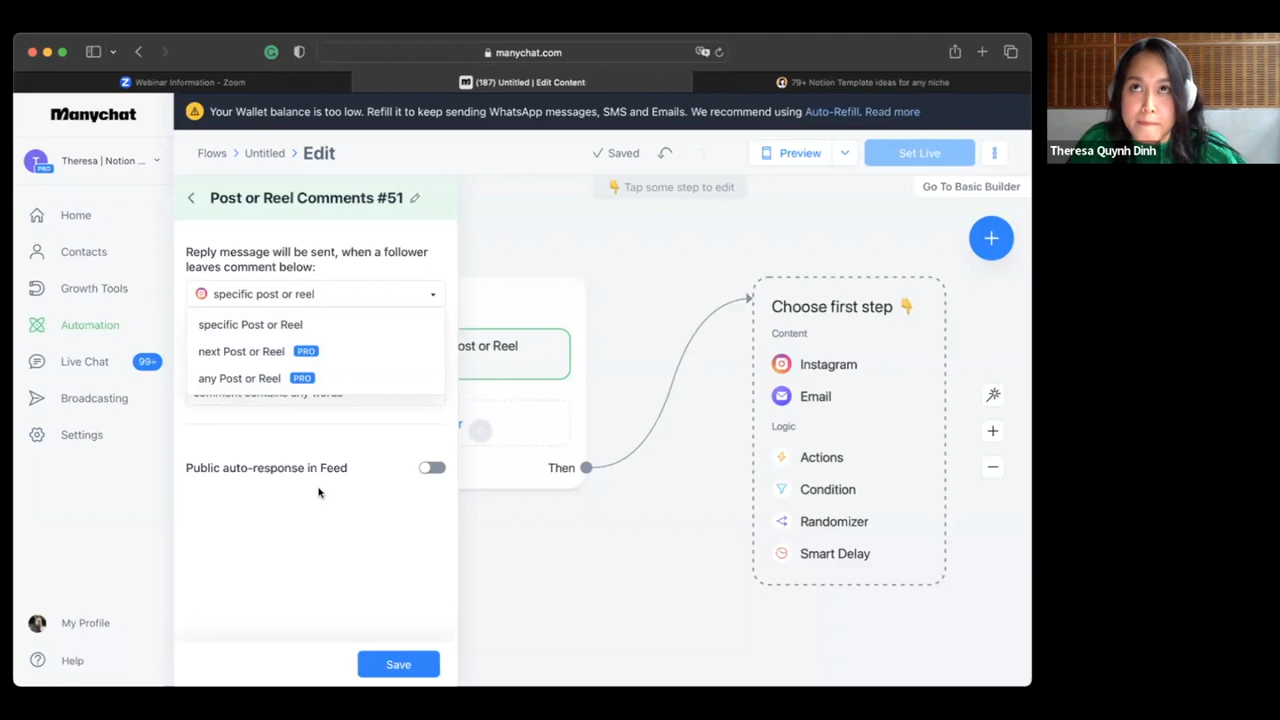 manychat.com
Webinar Information - Zoom
(187) Untitled | Edit Content
79+ Notion Template ideas for any niche
Theresa Quynh Dinh
Manychat
Your Wallet balance is too low. Refill it to keep sending WhatsApp messages, SMS and Emails. We recommend using Auto-Refill. Read more
T
PRO
Theresa | Notion ...
Flows > Untitled > Edit
Saved
Preview
Set Live
Tap some step to edit
Go To Basic Builder
Home
Contacts
Growth Tools
Automation
Live Chat 99+
Broadcasting
Settings
My Profile
Help
Post or Reel Comments #51
Reply message will be sent, when a follower
leaves comment below:
specific post or reel
specific Post or Reel
next Post or Reel PRO
any Post or Reel PRO
comment contains any words
Public auto-response in Feed
Save
ost or Reel
r
Then
Choose first step
Content
Instagram
Email
Logic
Actions
Condition
Randomizer
Smart Delay